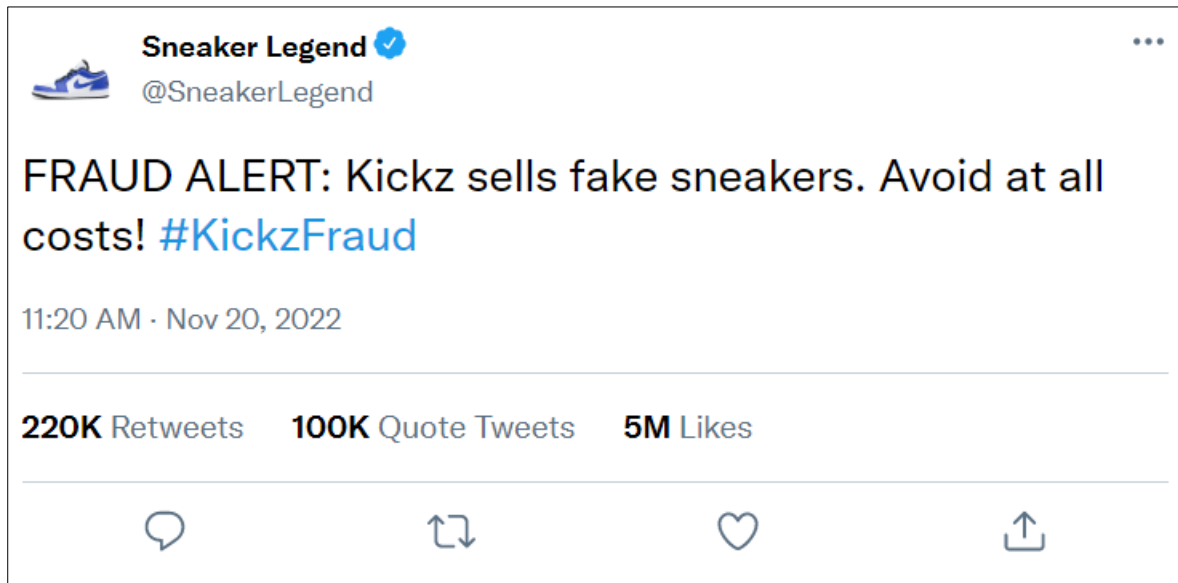 Sneaker Legend
@SneakerLegend
FRAUD ALERT: Kickz sells fake sneakers. Avoid at all
costs! #KickzFraud
11:20 AM · Nov 20, 2022
220K Retweets 100K Quote Tweets 5M Likes